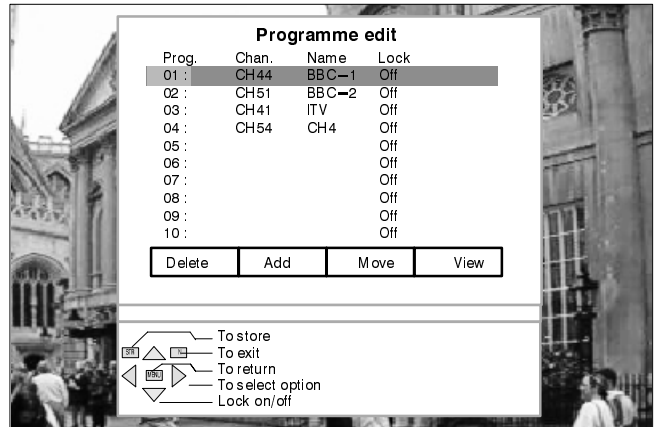 Programme edit
Prog. Chan. Name Lock
01 : CH44 BBC–1 Off
02 : CH51 BBC–2 Off
03 : CH41 ITV Off
04 : CH54 CH4 Off
05 : Off
06 : Off
07 : Off
08 : Off
09 : Off
10 : Off
Delete Add Move View
To store
STR To exit
MENU To return
To select option
Lock on/off